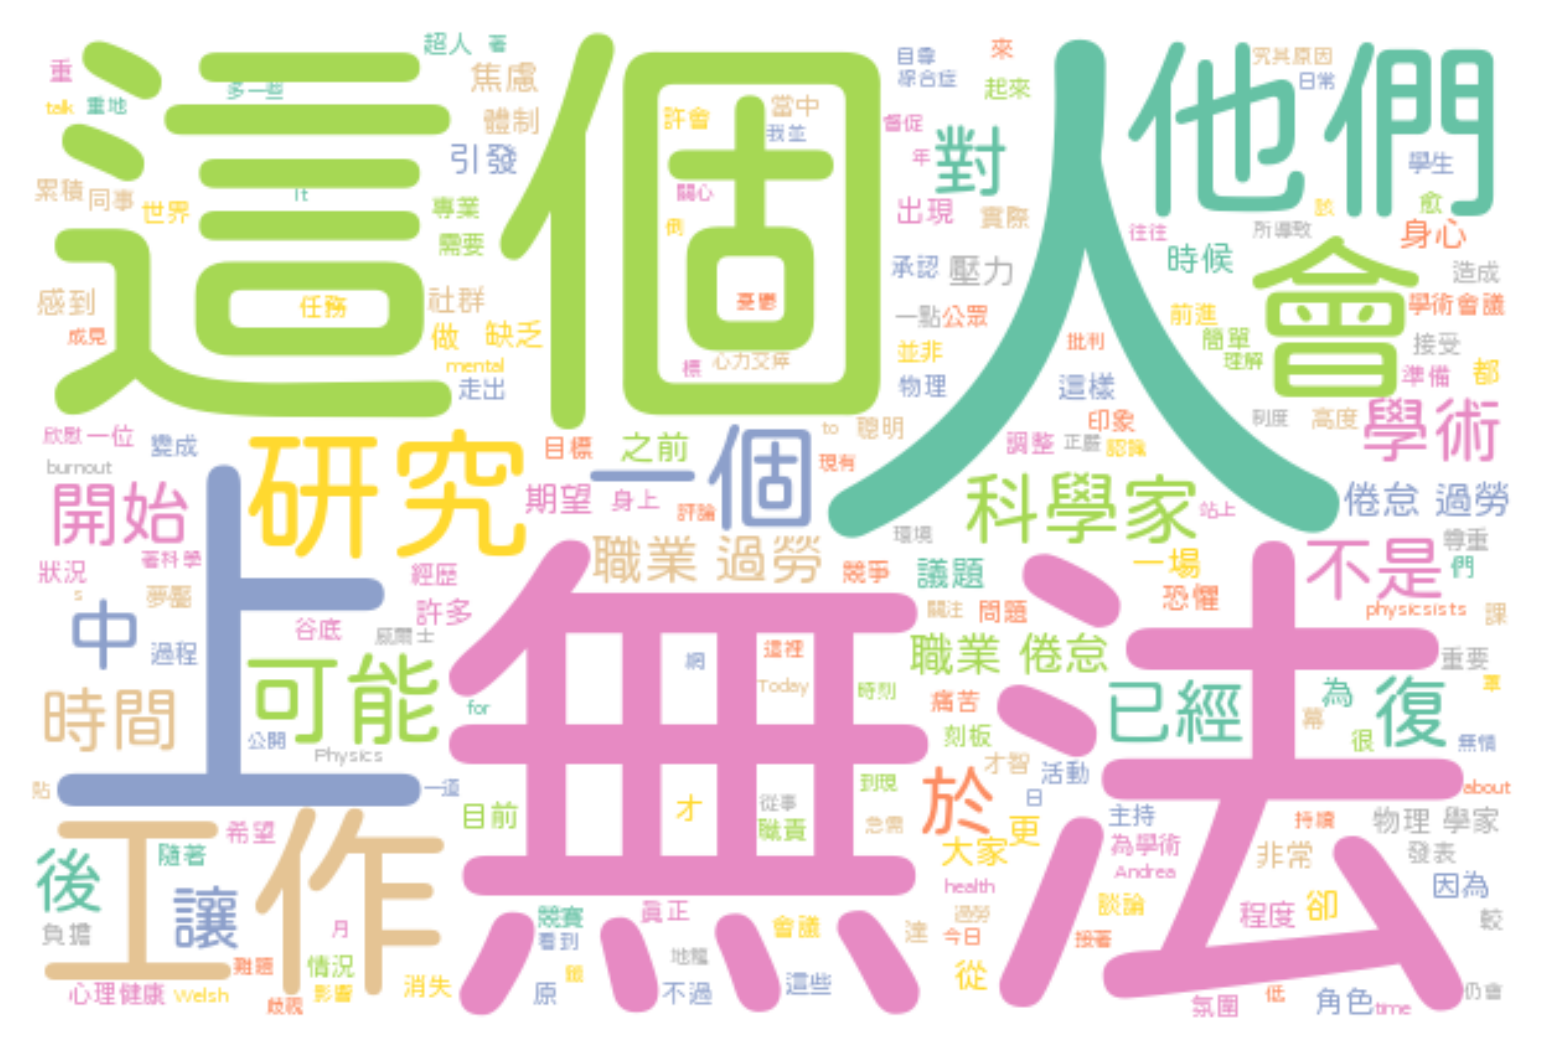 這個 人 他們
超人 著
重
焦慮
目尋
來
究其原因
綜合症
日常
talk 重地
多一些
體制
許會
當中
我並
起來
督促
對
年
學生
引發
累積 同事 世界
It
專業
關心
出現
實際
愈
需要
倒
往往
所導致
身心
感到
任務
社群
憂鬱
承認 壓力
時候
會
造成
成見
做 缺乏
一點 公眾
前進
學術會議
mental
標
心力交瘁
並非
批判
簡單
理解
接受
走出
物理
這樣
準備 都
欣慰 一位 變成
研究
目標
之前
to
聰明
印象
制度
高度
學術
burnout
一個
現有
調整 正嚴 認識
開始
上
期望
身上
評論
科學家
站上
倦怠 過勞
環境
狀況
著科學
職業 過勞
競爭
議題
一場
不是
尊重
們
s
夢魘
經歷
許多
無法
關注
問題
恐懼
physicsists
課
中
過程
谷底
威爾士
網
這裡
職業 倦怠
重要
時間
可能
for
Today
時刻
痛苦
已經
為
復
軍
公開
Physics
刻板
幕
很
無情
貼
一道
目前
才
從事
到現
於
才智
活動
about
工作
希望
職責
急需
日
主持
持續
物理 學家
後
隨著
大家 更
為學術
非常
發表
讓
health
Andrea
因為
負擔
月
競賽
真正
會議
過勞
談論
程度 卻
較
看到
達
今日
接著
難題
情況
地獄
從
心理健康 Welsh
歧視
影響
消失
原
不過
這些
氛圍
低
角色
time
仍會